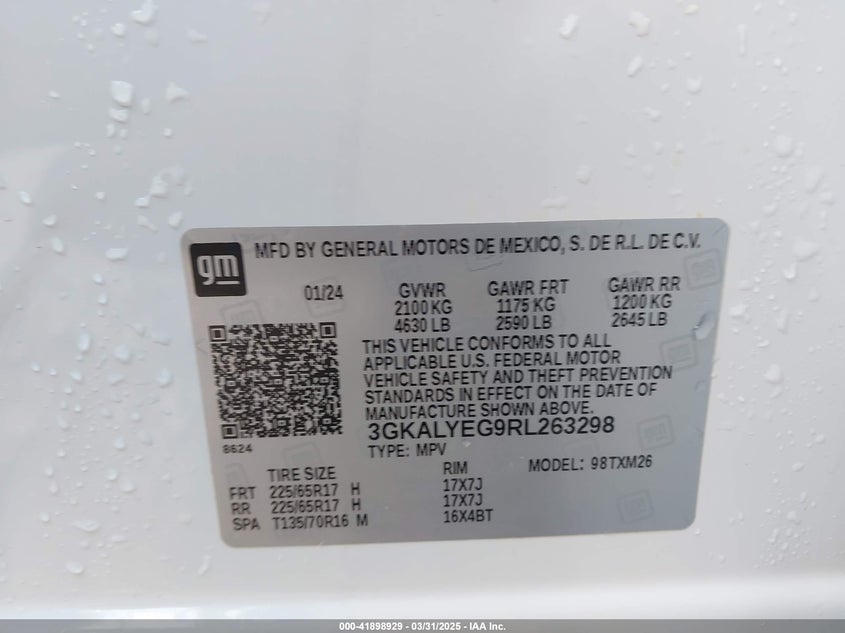 gm
MFD BY GENERAL MOTORS DE MEXICO, S. DE R.L. DE C.V.
01/24
GVWR GAWR FRT GAWR RR
2100 KG 1175 KG 1200 KG
4630 LB 2590 LB 2645 LB
THIS VEHICLE CONFORMS TO ALL
APPLICABLE U.S. FEDERAL MOTOR
VEHICLE SAFETY AND THEFT PREVENTION
STANDARDS IN EFFECT ON THE DATE OF
MANUFACTURE SHOWN ABOVE.
3GKALYEG9RL263298
8624
TYPE: MPV MODEL: 98TXM26
TIRE SIZE RIM
FRT 225/65R17 H 17X7J
RR 225/65R17 H 17X7J
SPA T135/70R16 M 16X4BT
000-41898929 - 03/31/2025 - IAA Inc.